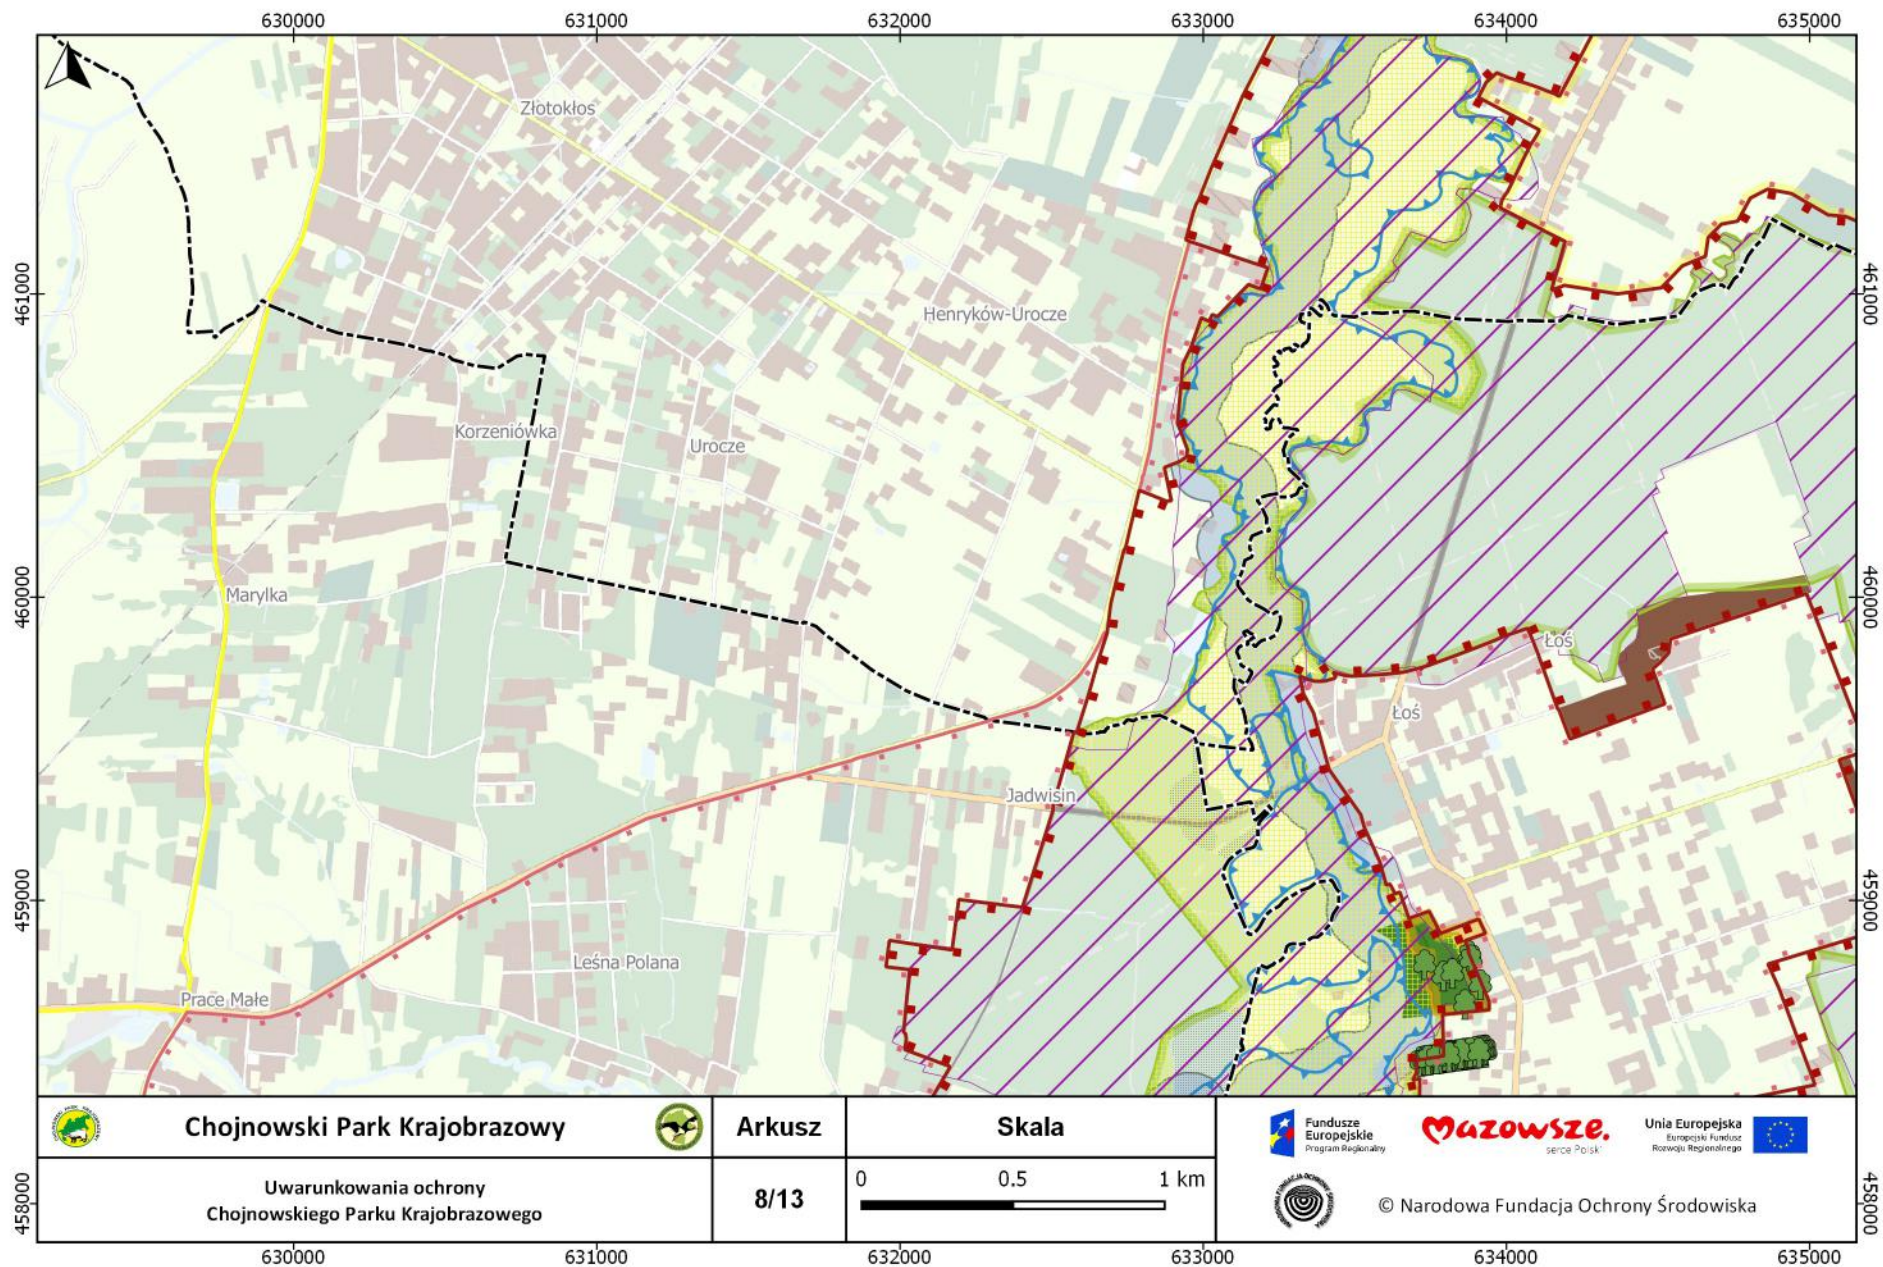 630000
631000
632000
633000
634000
635000
Złotokłos
461000
461000
Henryków-Urocze
Korzeniówka
Urocze
460000
460000
Marylka
Łoś
Łoś
Jadwisin
459000
459000
Leśna Polana
Prace Małe
Chojnowski Park Krajobrazowy
Arkusz
Skala
Fundusze
Europejskie
Program Regionalny
Mazowsze.
serce Polski
Unia Europejska
Europejski Fundusz
Rozwoju Regionalnego
458000
458000
Uwarunkowania ochrony
Chojnowskiego Parku Krajobrazowego
8/13
0
0.5
1 km
© Narodowa Fundacja Ochrony Środowiska
630000
631000
632000
633000
634000
635000